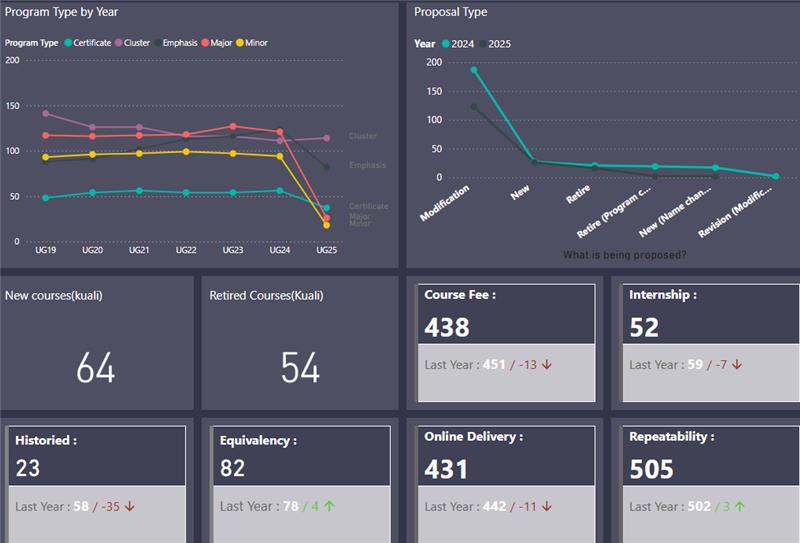 Program Type by Year
Program Type Certificate Cluster Emphasis Major Minor
200
150
100
50
0
UG19 UG20 UG21 UG22 UG23 UG24 UG25
Cluster
Emphasis
Certificate
Major
Minor
Proposal Type
Year 2024 2025
200
150
100
50
0
Modification
New
Retire
Retire (Program c...
New (Name chan...
Revision (Modific...
What is being proposed?
New courses(kuali)
64
Retired Courses(Kuali)
54
Course Fee :
438
Last Year : 451 / -13
Internship :
52
Last Year : 59 / -7
Historied :
23
Last Year : 58 / -35
Equivalency :
82
Last Year : 78 / 4
Online Delivery :
431
Last Year : 442 / -11
Repeatability :
505
Last Year : 502 / 3